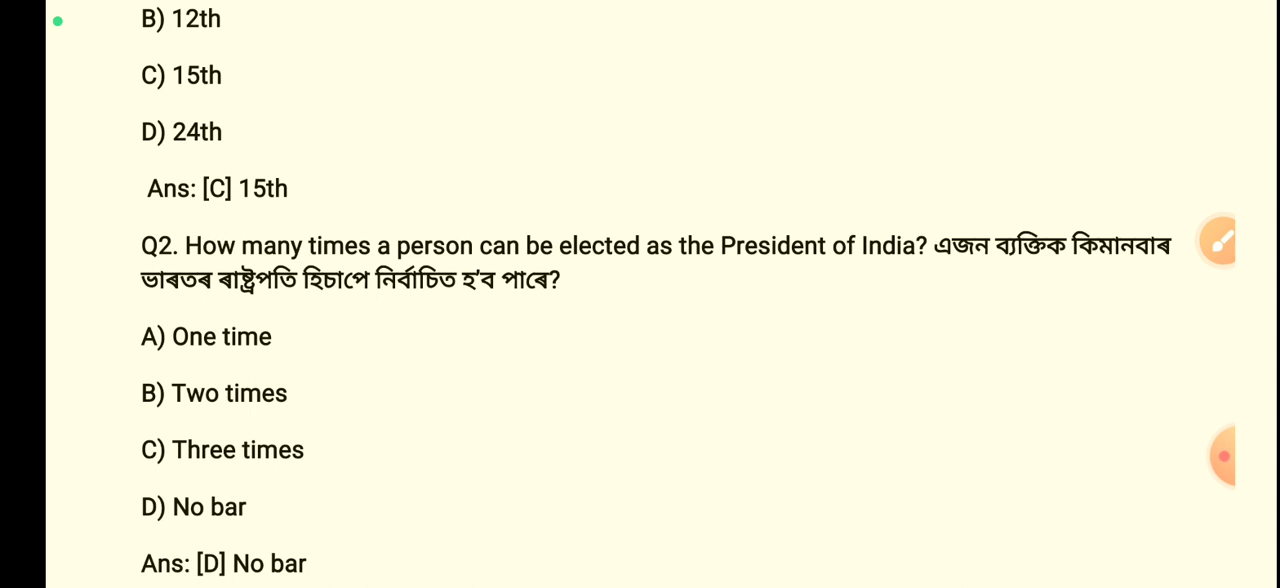 B) 12th
C) 15th
D) 24th
Ans: [C] 15th
Q2. How many times a person can be elected as the President of India? এজন ব্যক্তিক কিমানবাৰ
ভাৰতৰ ৰাষ্ট্ৰপতি হিচাপে নিৰ্বাচিত হ'ব পাৰে?
A) One time
B) Two times
C) Three times
D) No bar
Ans: [D] No bar